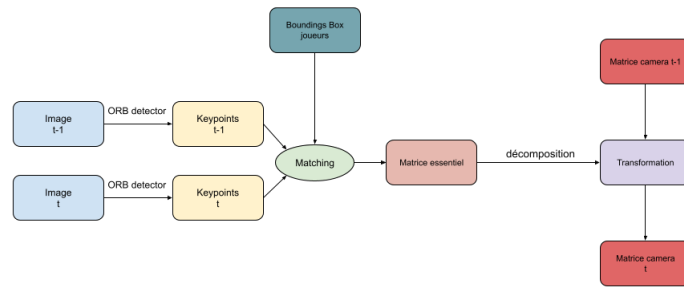 Boundings Box
joueurs
Matrice camera t-1
ORB detector
Image
t-1
Keypoints
t-1
Matching
Matrice essentiel
décomposition
Transformation
ORB detector
Image
t
Keypoints
t
Matrice camera
t